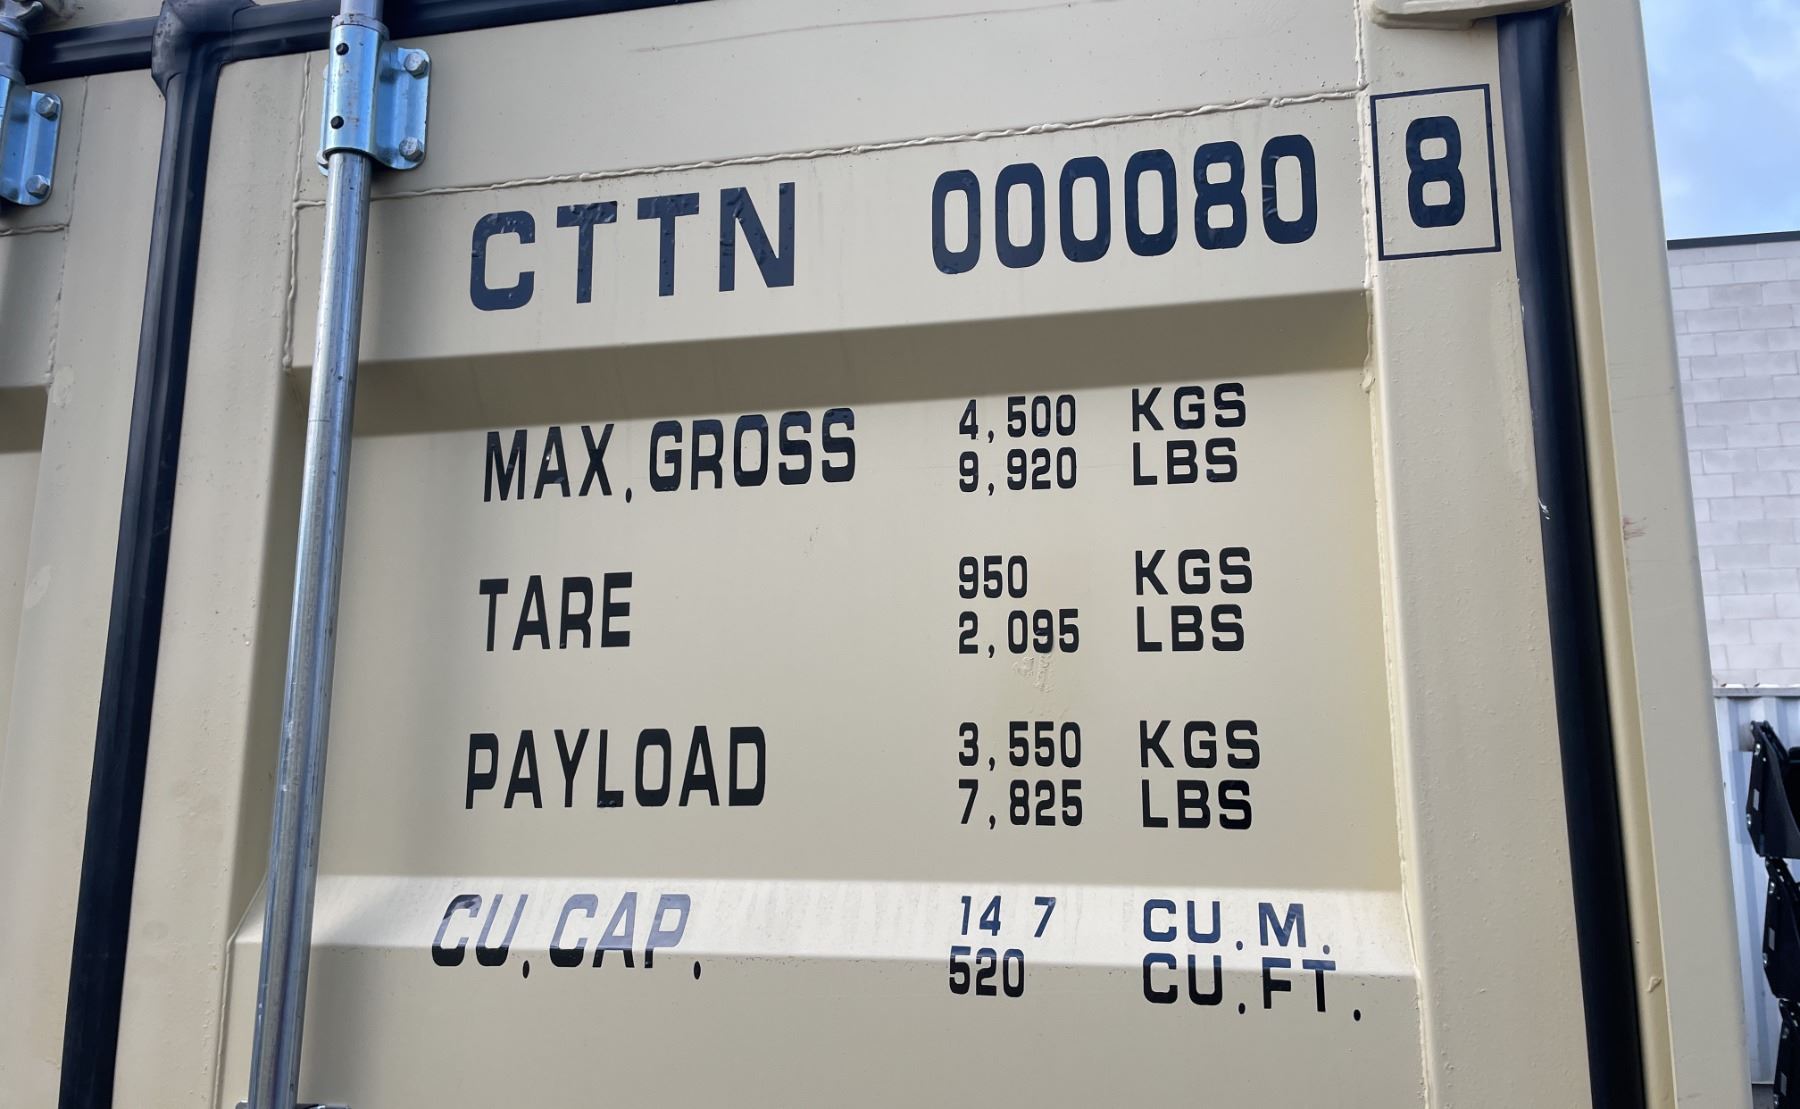 CTTN 000080 8
MAX.GROSS 4,500 KGS
9,920 LBS
TARE 950 KGS
2,095 LBS
PAYLOAD 3,550 KGS
7,825 LBS
CU.CAP. 14 7 CU.M.
520 CU.FT.